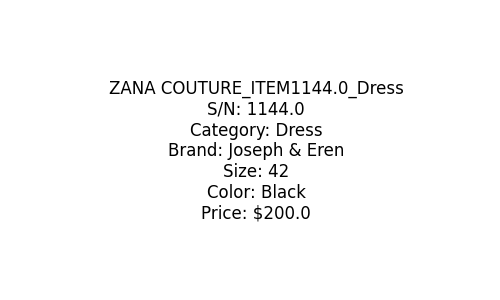 ZANA COUTURE_ITEM1144.0_Dress
S/N: 1144.0
Category: Dress
Brand: Joseph & Eren
Size: 42
Color: Black
Price: $200.0